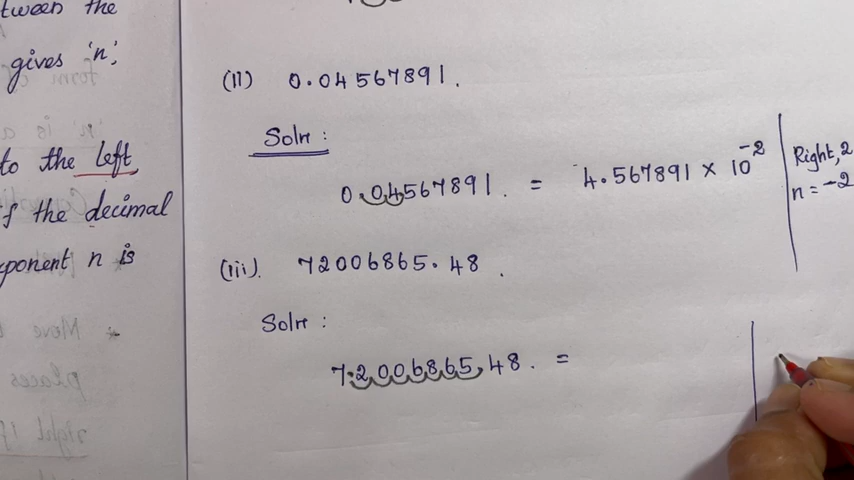 tween the
gives 'n',
to the left,
f the decimal
ponent n is
(ii) 0.04567891.
Soln :
0.04567891. = 4.567891 × 10⁻² Right, 2
n = -2
(iii). 72006865.48.
Soln :
7.2006865.48. =